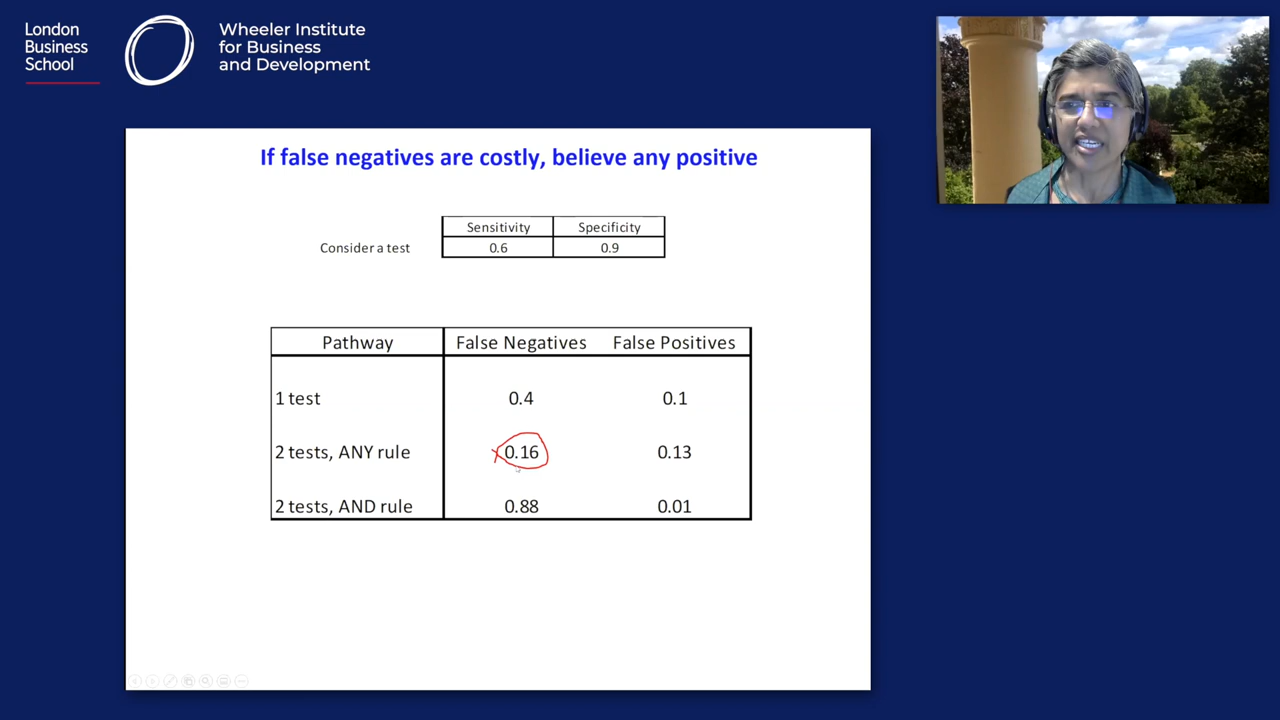 London
Business
School
Wheeler Institute
for Business
and Development
If false negatives are costly, believe any positive
Sensitivity Specificity
Consider a test 0.6 0.9
Pathway False Negatives False Positives
1 test 0.4 0.1
2 tests, ANY rule 0.16 0.13
2 tests, AND rule 0.88 0.01